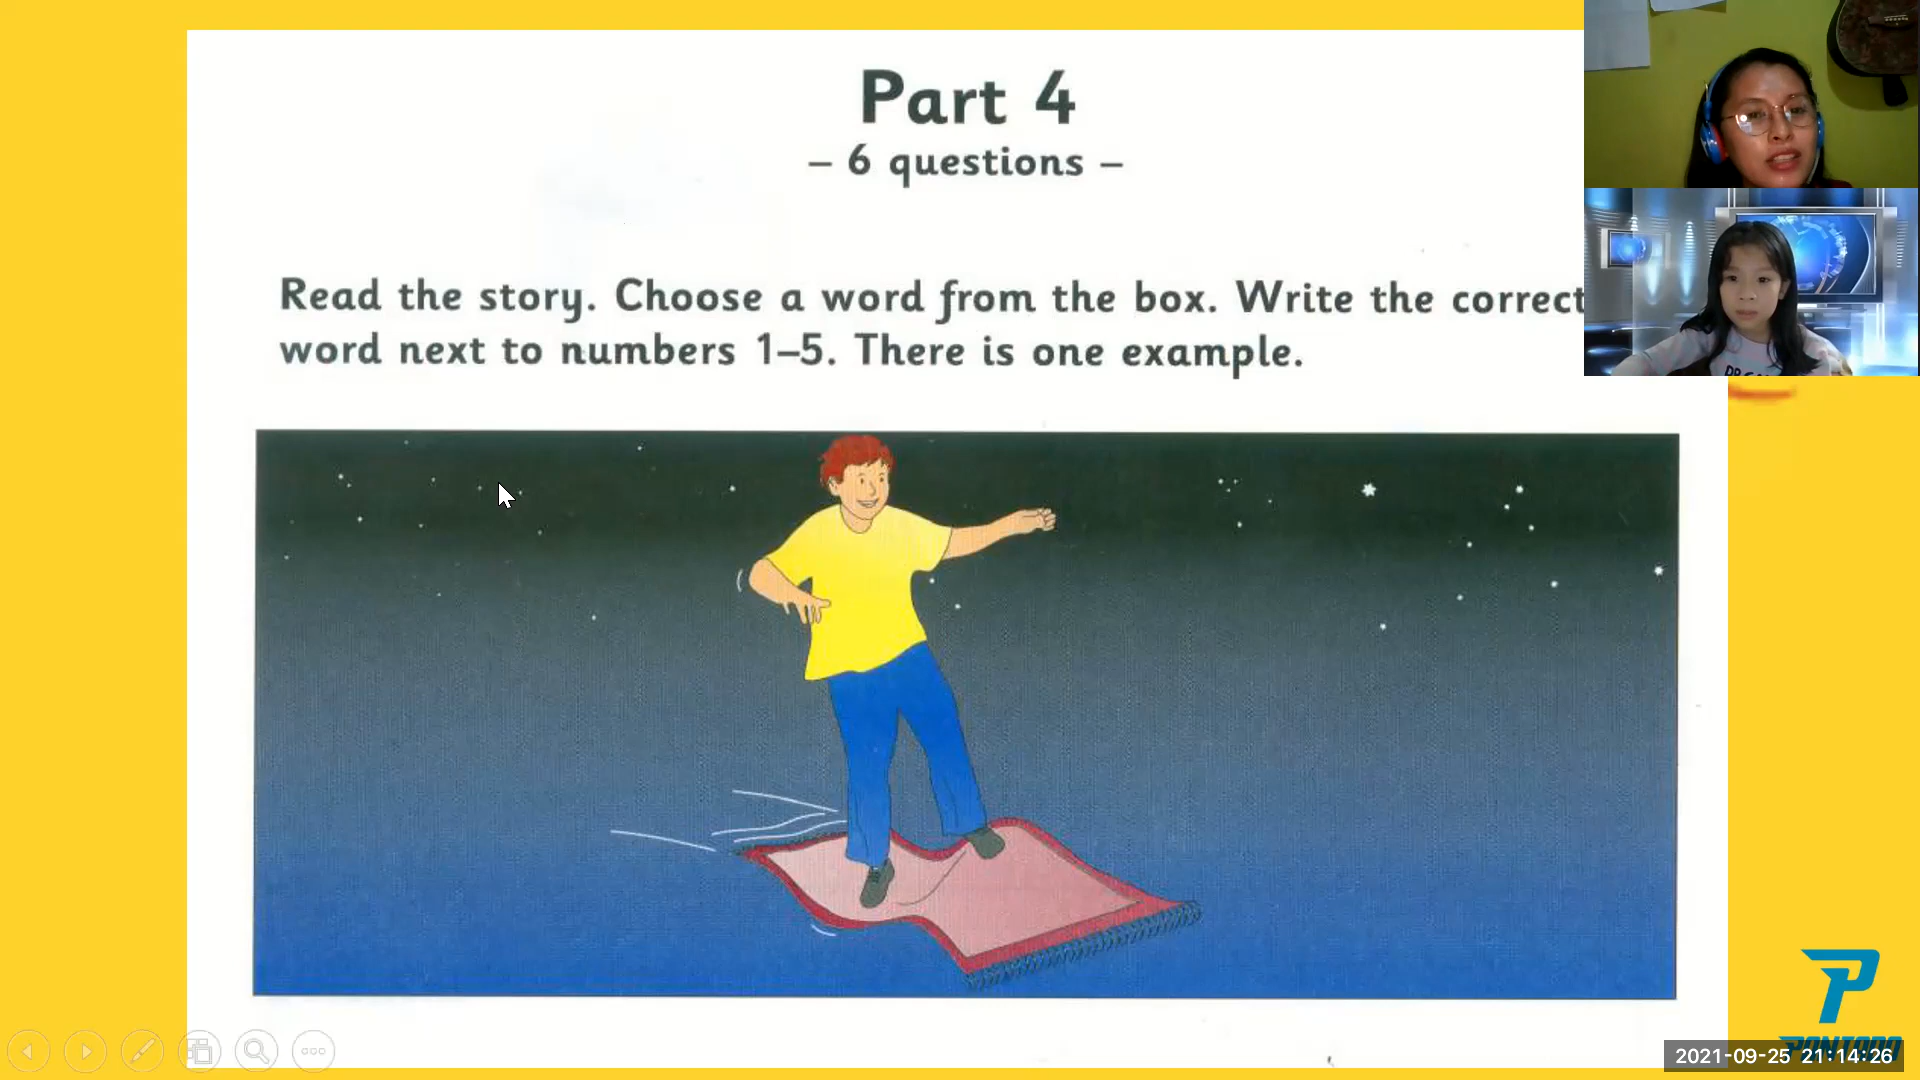 Part 4
– 6 questions –
Read the story. Choose a word from the box. Write the correct
word next to numbers 1–5. There is one example.
2021-09-25 21:14:26